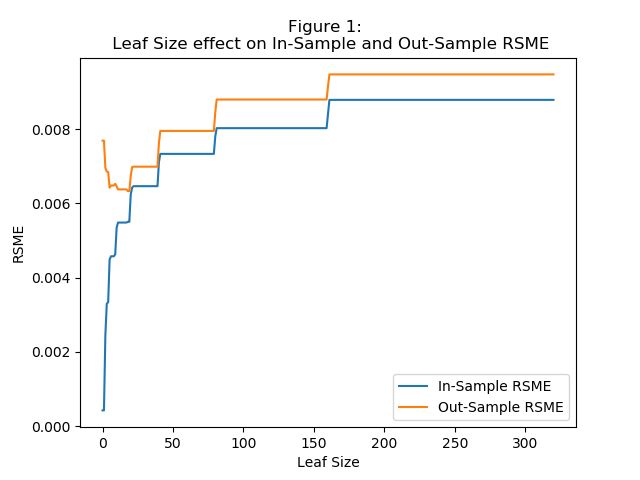 Figure 1:
Leaf Size effect on In-Sample and Out-Sample RSME
RSME
0.008
0.006
0.004
0.002
0.000
0 50 100 150 200 250 300
Leaf Size
In-Sample RSME
Out-Sample RSME